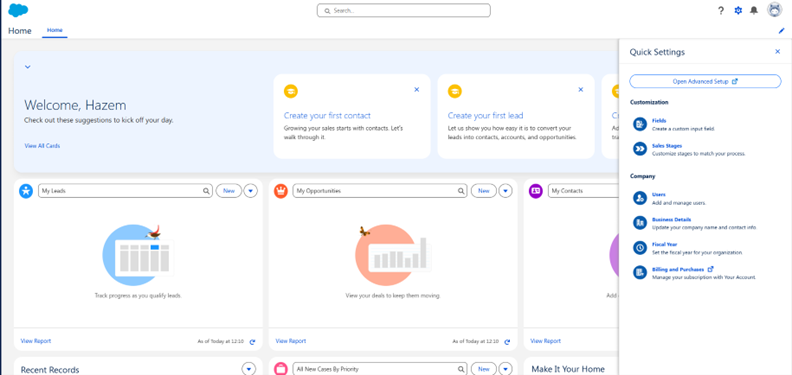 Search...
?
Home
Home
Quick Settings
Open Advanced Setup
Customization
Fields
Create a custom input field.
Sales Stages
Customize stages to match your process.
Company
Users
Add and manage users.
Business Details
Update your company name and contact info.
Fiscal Year
Set the fiscal year for your organization
Billing and Purchases
Manage your subscription with Your Account.
Welcome, Hazem
Check out these suggestions to kick off your day.
View All Cards
Create your first contact
Growing your sales starts with contacts. Let's
walk through it.
Create your first lead
Let us show you how easy it is to convert your
leads into contacts, accounts, and opportunities.
My Leads
New
Track progress as you qualify leads.
View Report
As of Today at 12:10
My Opportunities
New
View your deals to keep them moving.
View Report
As of Today at 12:10
My Contacts
View Report
Recent Records
All New Cases By Priority
New
Make It Your Home